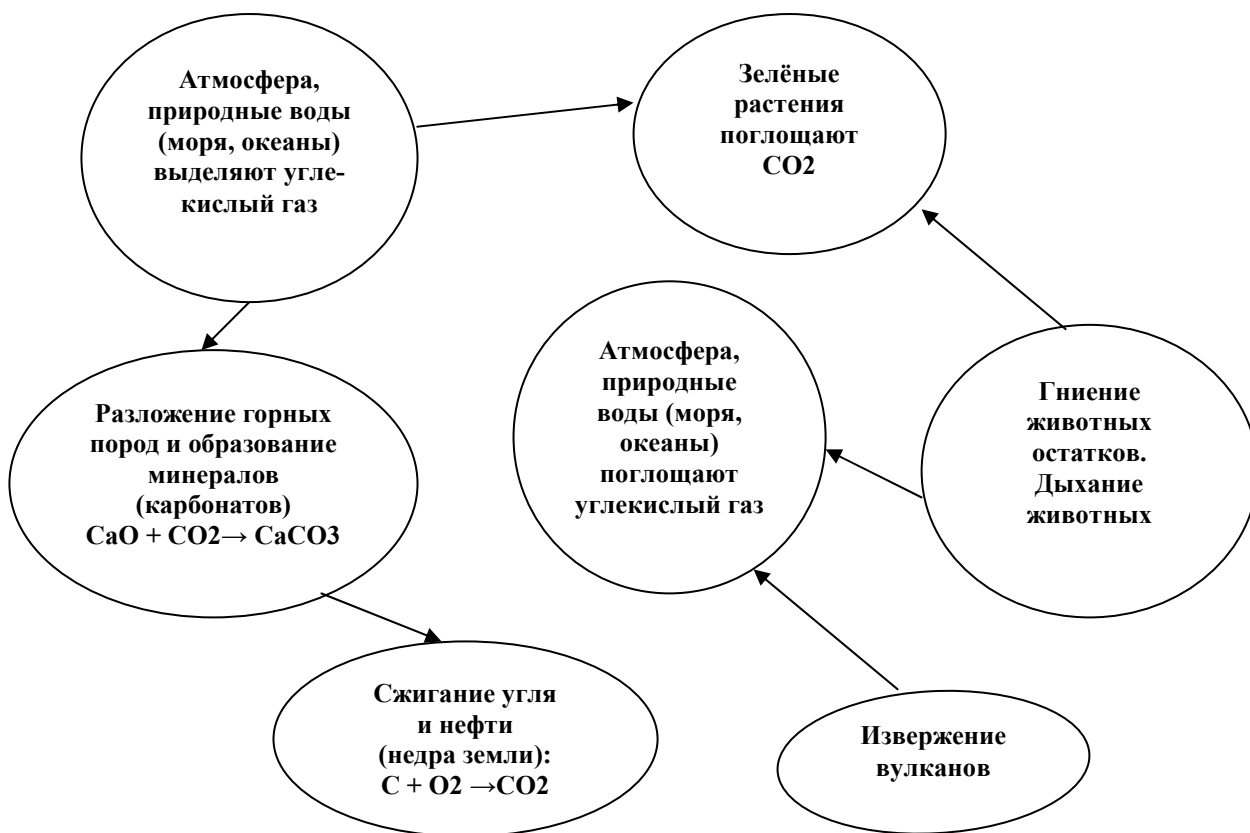 Атмосфера,
природные воды
(моря, океаны)
выделяют угле-
кислый газ
Зелёные
растения
поглощают
СО2
Атмосфера,
природные
воды (моря,
океаны)
поглощают
углекислый газ
Гниение
животных
остатков.
Дыхание
животных
Разложение горных
пород и образование
минералов
(карбонатов)
CaO + CO2→ CaCO3
Сжигание угля
и нефти
(недра земли):
C + O2 →CO2
Извержение
вулканов